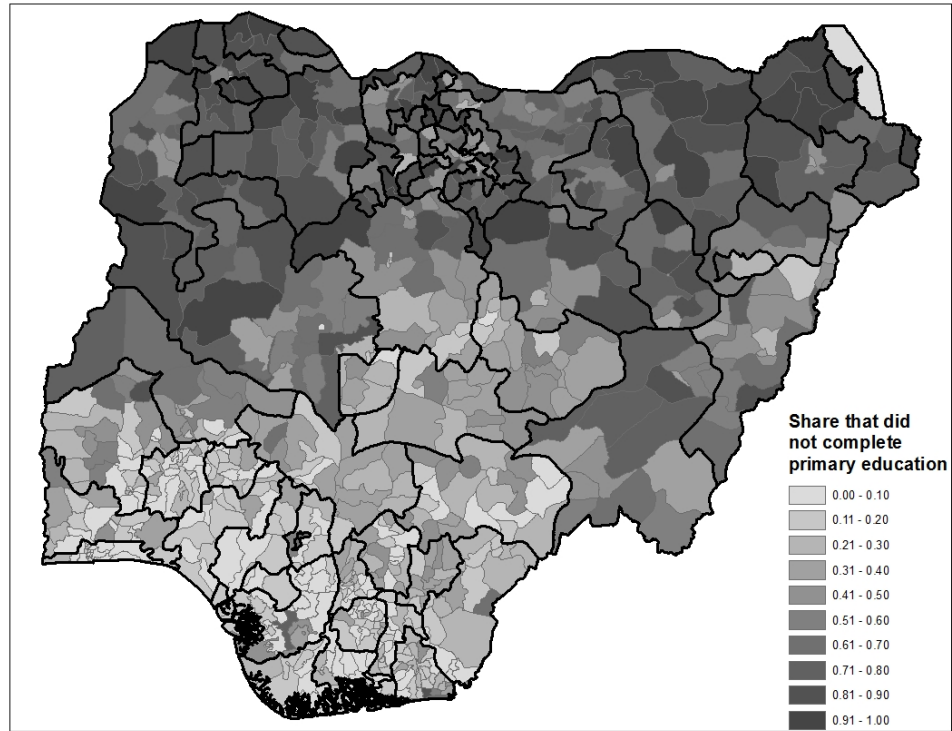 Share that did
not complete
primary education
0.00 - 0.10
0.11 - 0.20
0.21 - 0.30
0.31 - 0.40
0.41 - 0.50
0.51 - 0.60
0.61 - 0.70
0.71 - 0.80
0.81 - 0.90
0.91 - 1.00